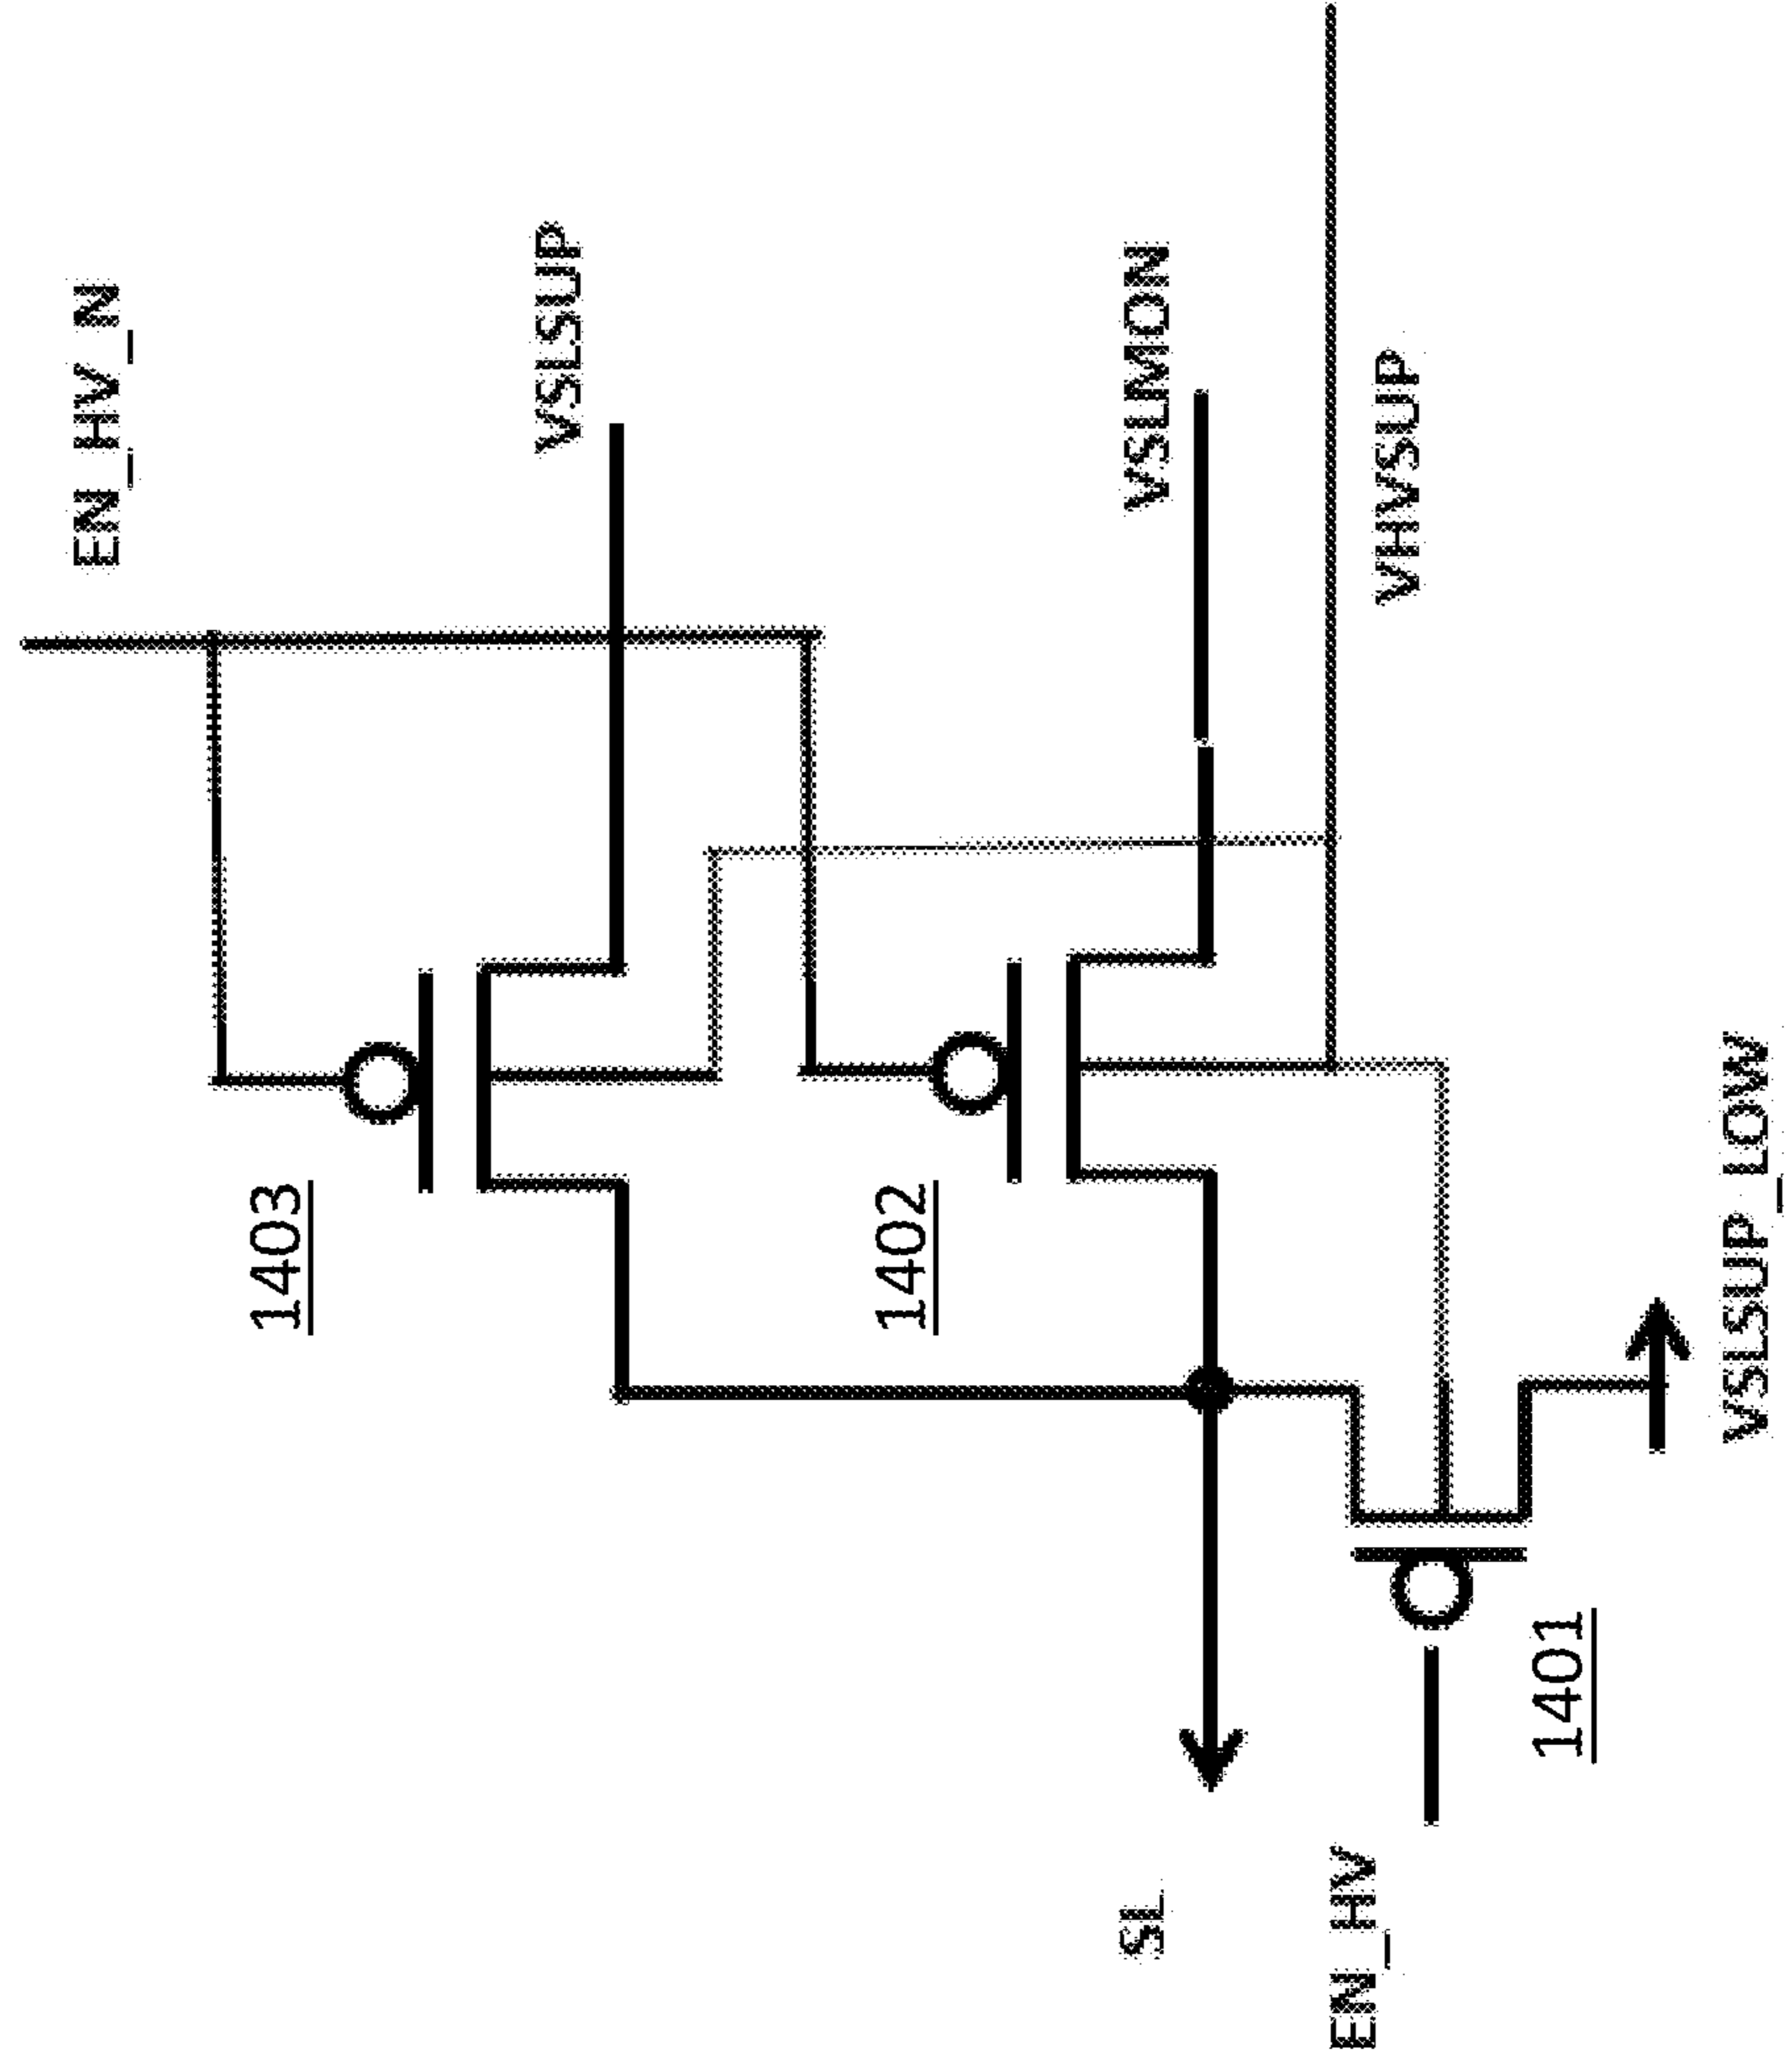 EN_HV_N
VSLSUP
VSLMON
VHVSUP
1403
1402
VSLSUP_LOW
1401
SL
EN_HV